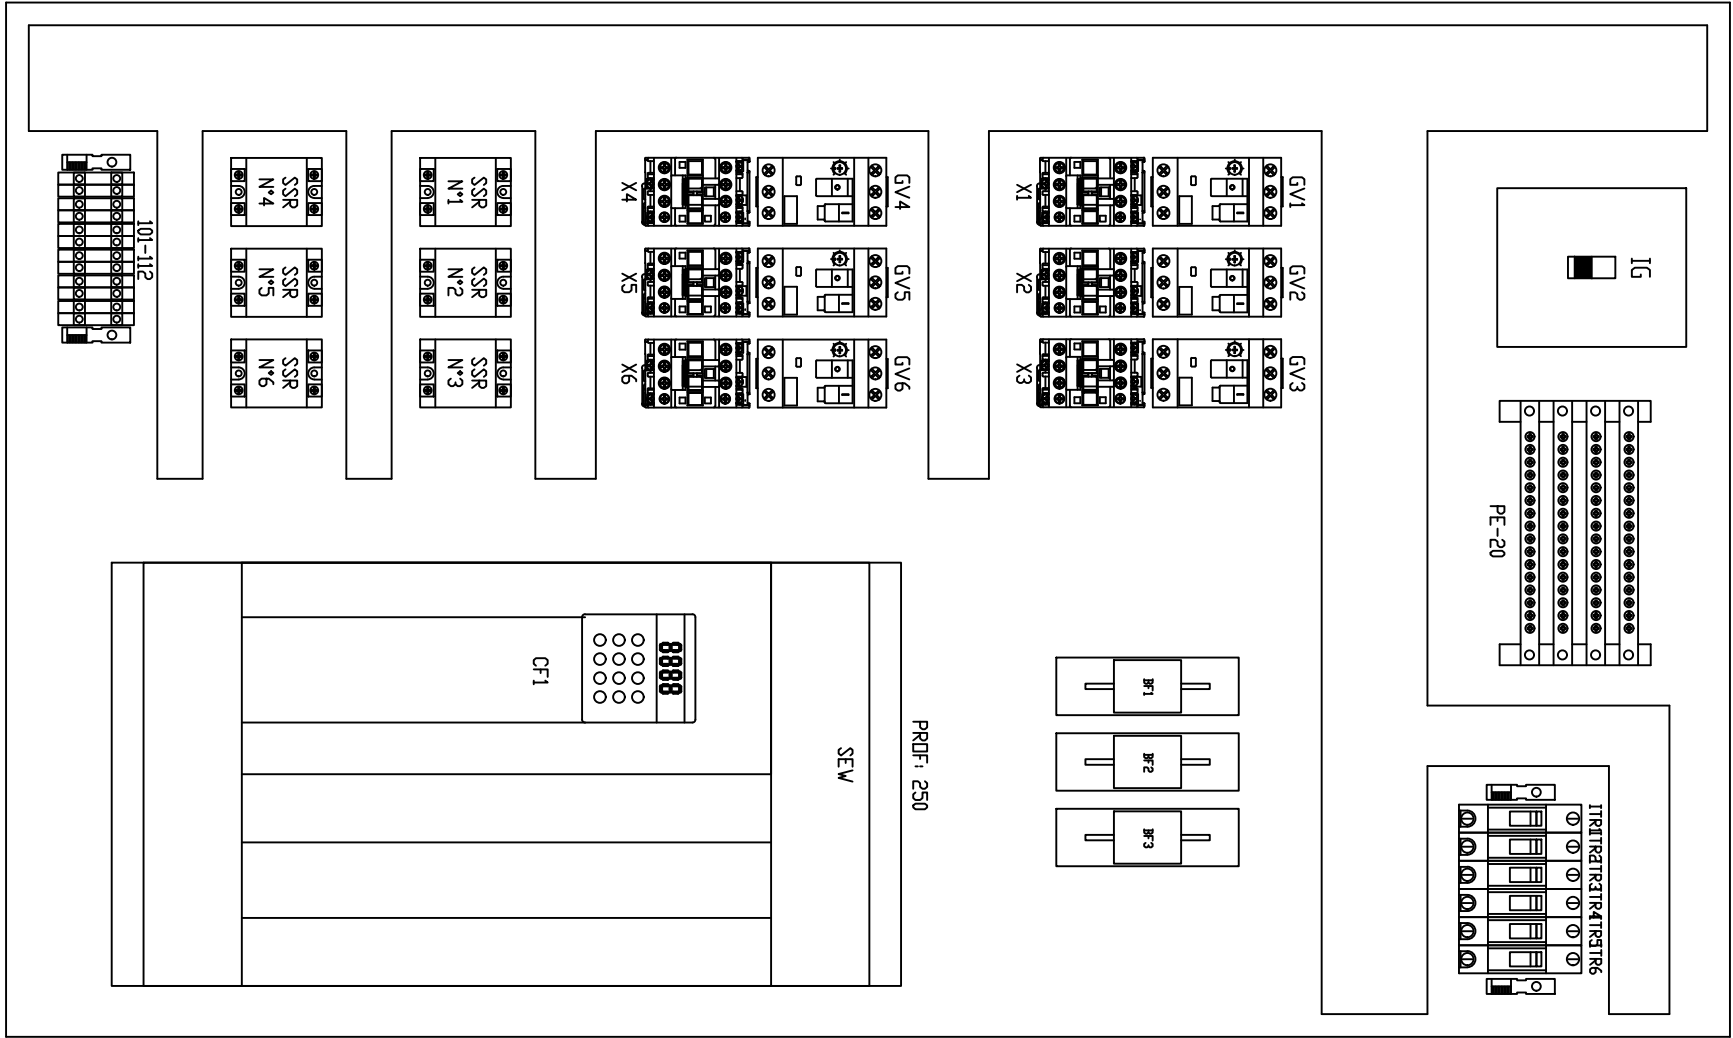 IG
ITR1 ITR2 ITR3 ITR4 ITR5 ITR6
PE-20
GV1
GV2
GV3
X1
X2
X3
BF1
BF2
BF3
GV4
GV5
GV6
X4
X5
X6
PROF: 250
SEW
8888
CF1
SSR
N°1
SSR
N°2
SSR
N°3
SSR
N°4
SSR
N°5
SSR
N°6
101-112